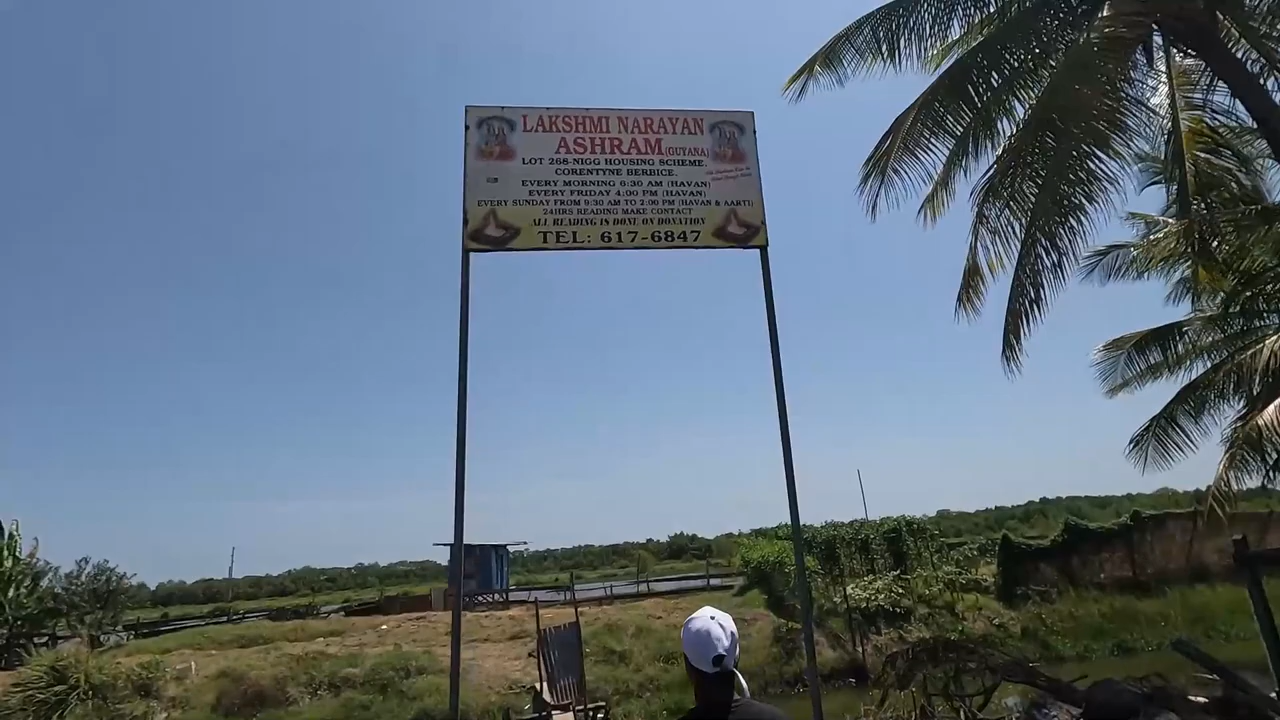 LAKSHMI NARAYAN
ASHRAM (GUYANA)
LOT 268-NIGG HOUSING SCHEME.
CORENTYNE BERBICE.
EVERY MORNING 6:30 AM (HAVAN)
EVERY FRIDAY 4:00 PM (HAVAN)
EVERY SUNDAY FROM 9:30 AM TO 2:00 PM (HAVAN & AARTI)
24HRS READING MAKE CONTACT
ALL READING IS DONE ON DONATION
TEL: 617-6847